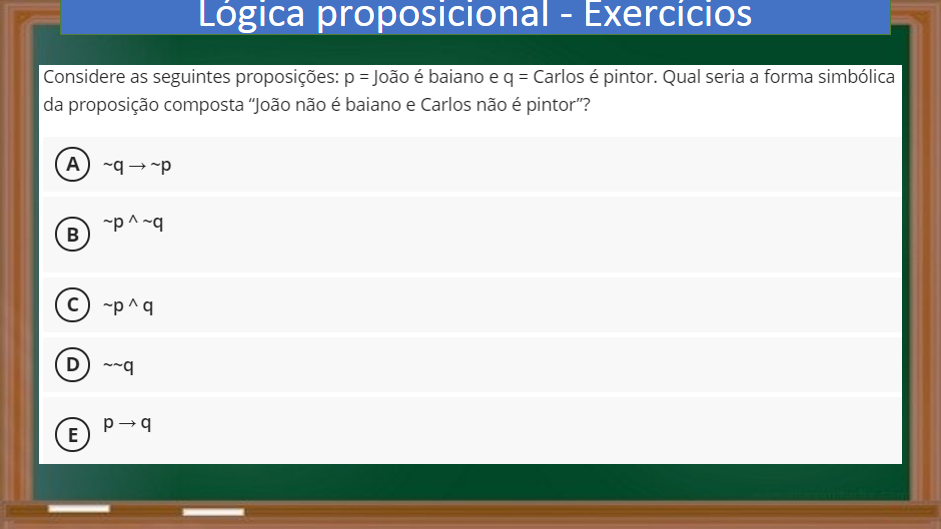 Lógica proposicional - Exercícios
Considere as seguintes proposições: p = João é baiano e q = Carlos é pintor. Qual seria a forma simbólica
da proposição composta “João não é baiano e Carlos não é pintor”?
A ~q → ~p
B ~p ^ ~q
C ~p ^ q
D ~~q
E p → q